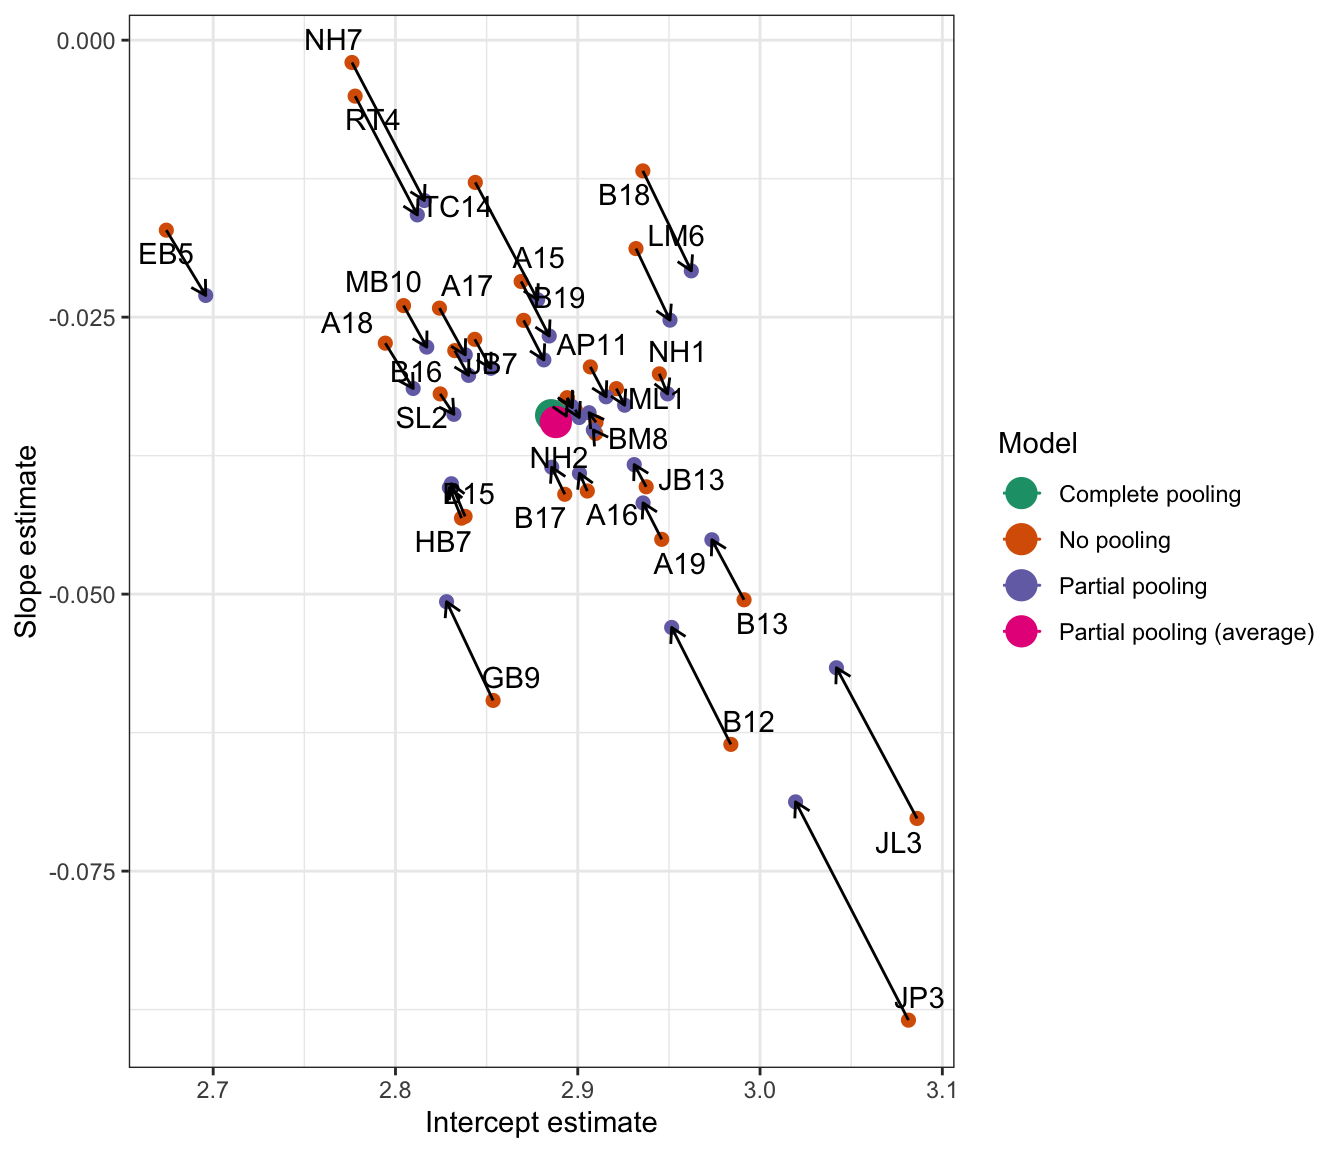 0.000
-0.025
-0.050
-0.075
Slope estimate
NH7
RT4
TC14
B18
LM6
EB5
A15
MB10
A17
B19
A18
AP11
NH1
B16
JB7
SL2
ML1
BM8
NH2
JB13
B15
B17
A16
HB7
A19
B13
GB9
B12
JL3
JP3
2.7
2.8
2.9
3.0
3.1
Intercept estimate
Model
Complete pooling
No pooling
Partial pooling
Partial pooling (average)